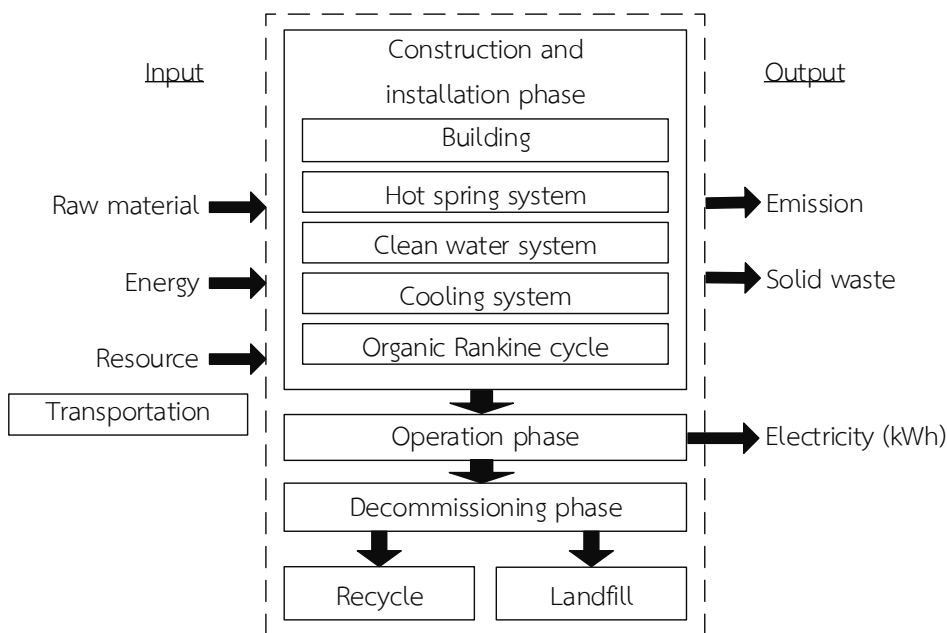 Input
Raw material
Energy
Resource
Transportation
Construction and
installation phase
Building
Hot spring system
Clean water system
Cooling system
Organic Rankine cycle
Operation phase
Decommissioning phase
Recycle
Landfill
Output
Emission
Solid waste
Electricity (kWh)